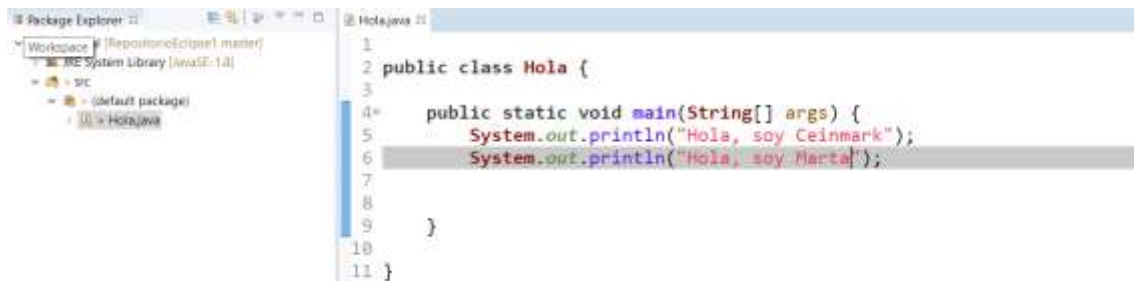 Package Explorer
Workspace [RepositorioEclipse1 master]
JRE System Library [JavaSE-1.8]
> src
> (default package)
> Hola.java
Hola.java
1
2 public class Hola {
3
4 public static void main(String[] args) {
5 System.out.println("Hola, soy Ceinmark");
6 System.out.println("Hola, soy Marta");
7
8
9 }
10
11 }